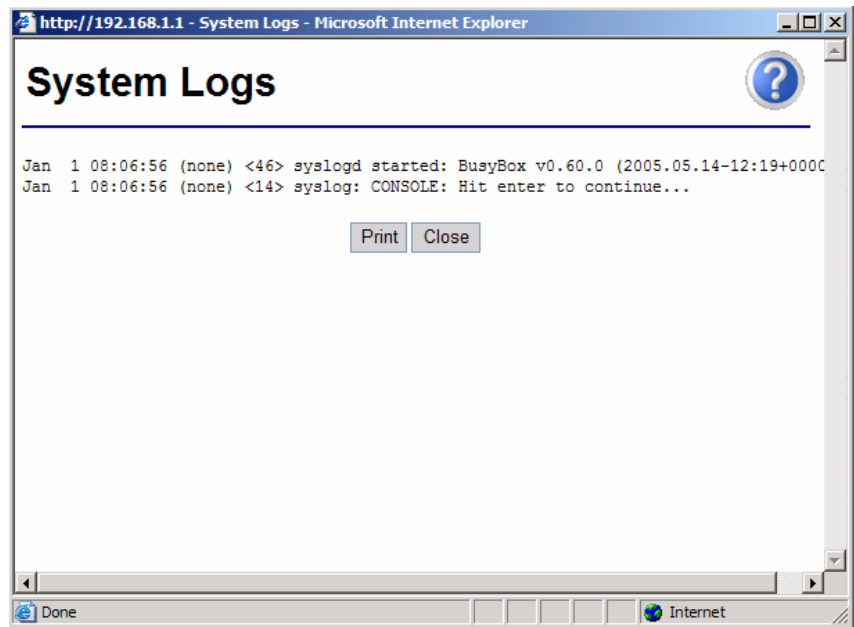 http://192.168.1.1 - System Logs - Microsoft Internet Explorer
System Logs
?
Jan  1 08:06:56 (none) <46> syslogd started: BusyBox v0.60.0 (2005.05.14-12:19+0000
Jan  1 08:06:56 (none) <14> syslog: CONSOLE: Hit enter to continue...
Print Close
Done Internet